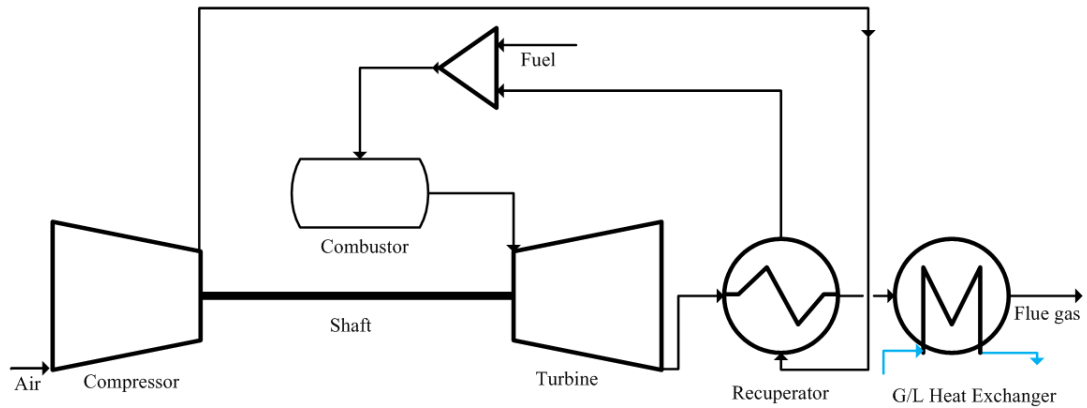 Fuel
Combustor
Shaft
Flue gas
Air
Compressor
Turbine
Recuperator
G/L Heat Exchanger